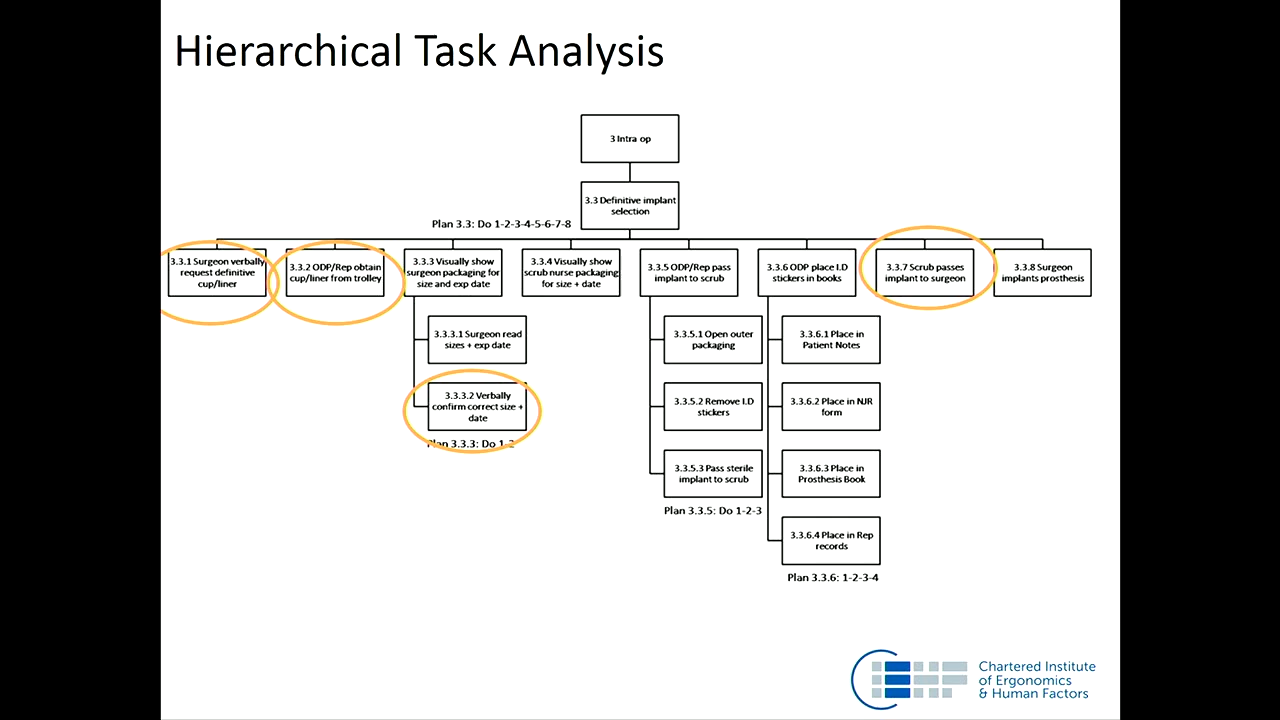 Hierarchical Task Analysis
3 Intra op
3.3 Definitive implant
selection
Plan 3.3: Do 1-2-3-4-5-6-7-8
3.3.1 Surgeon verbally
request definitive
cup/liner
3.3.2 ODP/Rep obtain
cup/liner from trolley
3.3.3 Visually show
surgeon packaging for
size and exp date
3.3.4 Visually show
scrub nurse packaging
for size + date
3.3.5 ODP/Rep pass
implant to scrub
3.3.6 ODP place I.D
stickers in books
3.3.7 Scrub passes
implant to surgeon
3.3.8 Surgeon
implants prosthesis
3.3.3.1 Surgeon read
sizes + exp date
3.3.3.2 Verbally
confirm correct size +
date
Plan 3.3.3: Do 1-2
3.3.5.1 Open outer
packaging
3.3.5.2 Remove I.D
stickers
3.3.5.3 Pass sterile
implant to scrub
Plan 3.3.5: Do 1-2-3
3.3.6.1 Place in
Patient Notes
3.3.6.2 Place in NJR
form
3.3.6.3 Place in
Prosthesis Book
3.3.6.4 Place in Rep
records
Plan 3.3.6: 1-2-3-4
Chartered Institute
of Ergonomics
& Human Factors